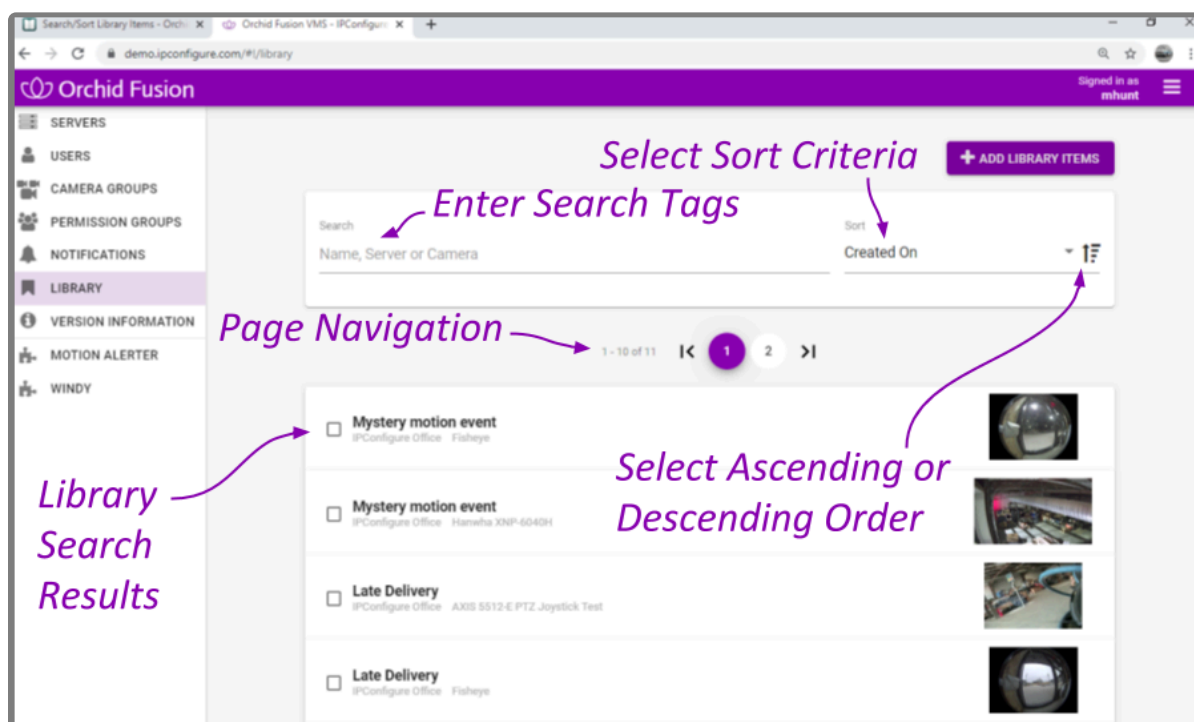 Search/Sort Library Items - Orchi
Orchid Fusion VMS - IPConfigure
demo.ipconfigure.com/#!/library
Orchid Fusion
Signed in as
mhunt
SERVERS
USERS
CAMERA GROUPS
PERMISSION GROUPS
NOTIFICATIONS
LIBRARY
VERSION INFORMATION
MOTION ALERTER
WINDY
Select Sort Criteria
ADD LIBRARY ITEMS
Enter Search Tags
Search
Name, Server or Camera
Sort
Created On
Page Navigation
1 - 10 of 11
1
2
Mystery motion event
IPConfigure Office Fisheye
Select Ascending or
Descending Order
Library
Search
Results
Mystery motion event
IPConfigure Office Hanwha XNP-6040H
Late Delivery
IPConfigure Office AXIS 5512-E PTZ Joystick Test
Late Delivery
IPConfigure Office Fisheye